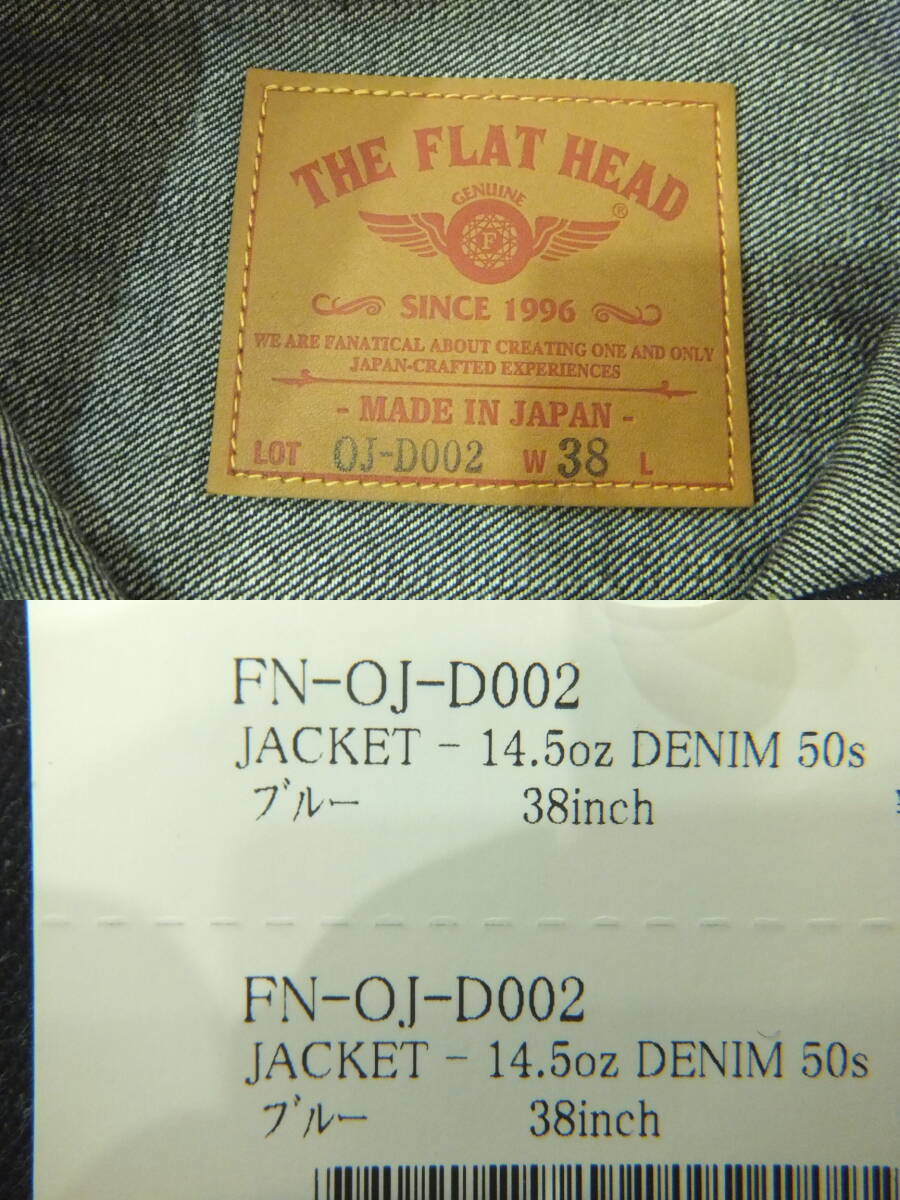 THE FLAT HEAD
GENUINE
®
F
SINCE 1996
WE ARE FANATICAL ABOUT CREATING ONE AND ONLY
JAPAN-CRAFTED EXPERIENCES
- MADE IN JAPAN -
LOT OJ-D002 W 38 L
FN-OJ-D002
JACKET - 14.5oz DENIM 50s
ブルー 38inch
FN-OJ-D002
JACKET - 14.5oz DENIM 50s
ブルー 38inch